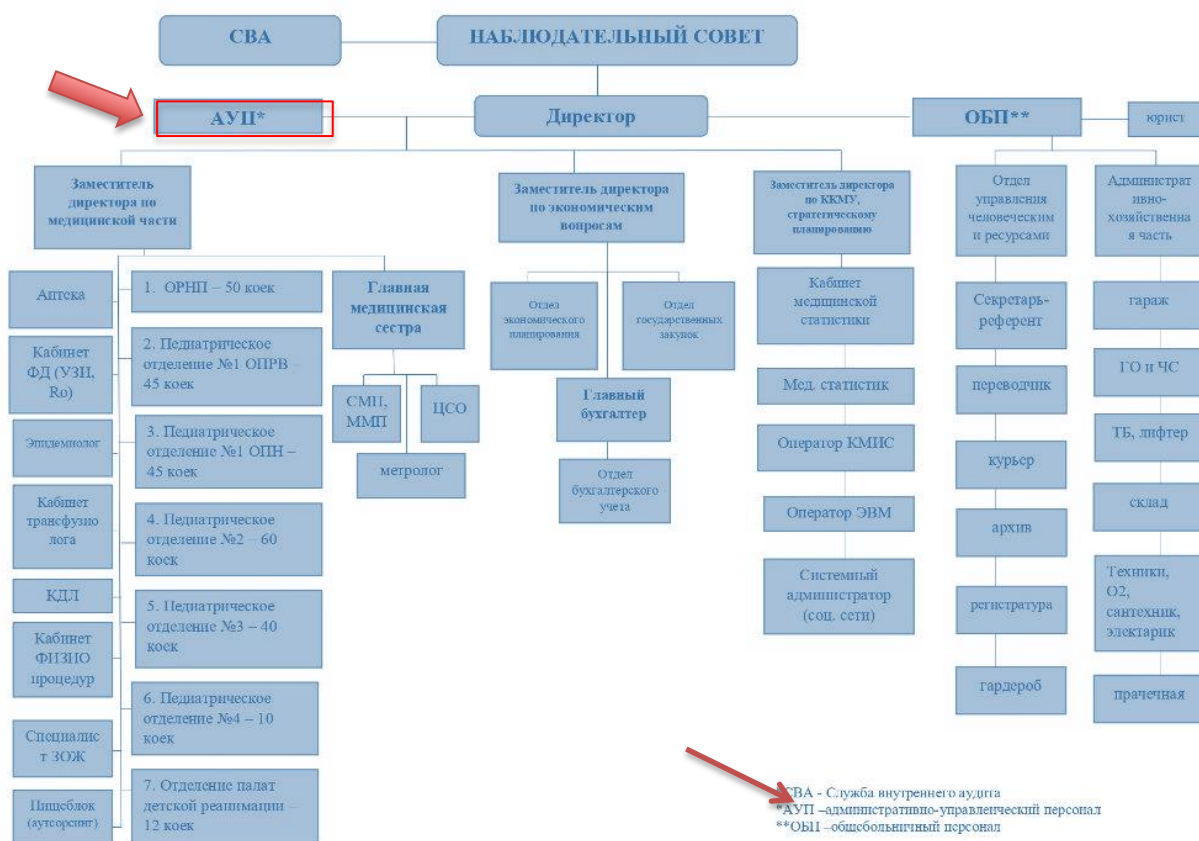 СВА
НАБЛЮДАТЕЛЬНЫЙ СОВЕТ
АУП*
Директор
ОБП**
юрист
Заместитель
директора по
медицинской части
Заместитель директора
по экономическим
вопросам
Заместитель директора
по ККМУ,
стратегическому
планированию
Отдел
управления
человеческим
и ресурсами
Администрат
ивно-
хозяйственна
я часть
Аптека
Кабинет
ФД (УЗИ,
Ro)
Эпидемиолог
Кабинет
трансфузио
лога
КДЛ
Кабинет
ФИЗИО
процедур
Специалис
т ЗОЖ
Пищеблок
(аутсорсинг)
1. ОРНП – 50 коек
2. Педиатрическое
отделение №1 ОПРВ –
45 коек
3. Педиатрическое
отделение №1 ОПН –
45 коек
4. Педиатрическое
отделение №2 – 60
коек
5. Педиатрическое
отделение №3 – 40
коек
6. Педиатрическое
отделение №4 – 10
коек
7. Отделение палат
детской реанимации –
12 коек
Главная
медицинская
сестра
СМП,
ММП
ЦСО
метролог
Отдел
экономического
планирования
Отдел
государственных
закупок
Главный
бухгалтер
Отдел
бухгалтерского
учета
Кабинет
медицинской
статистики
Мед. статистик
Оператор КМИС
Оператор ЭВМ
Системный
администратор
(соц. сети)
Секретарь-
референт
переводчик
курьер
архив
регистратура
гардероб
гараж
ГО и ЧС
ТБ, лифтер
склад
Техники,
О2,
сантехник,
электарик
прачечная
СВА - Служба внутреннего аудита
*АУП –административно-управленический персонал
**ОБП –общебольничный персонал